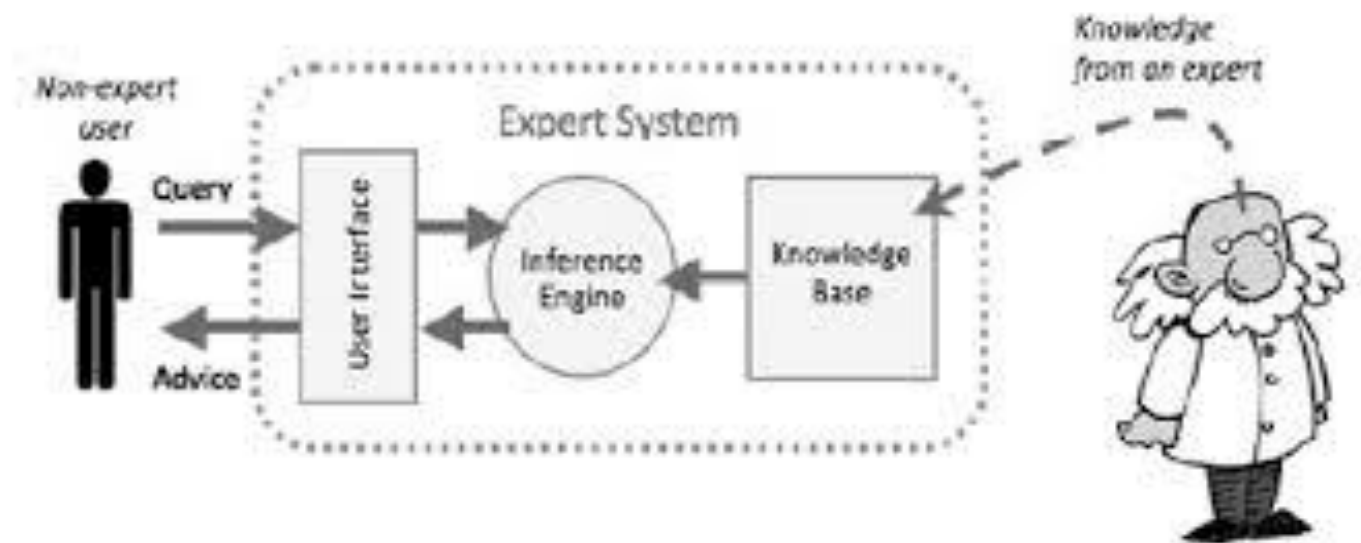 Non-expert
user
Query
Advice
Expert System
User Interface
Inference
Engine
Knowledge
Base
Knowledge
from an expert